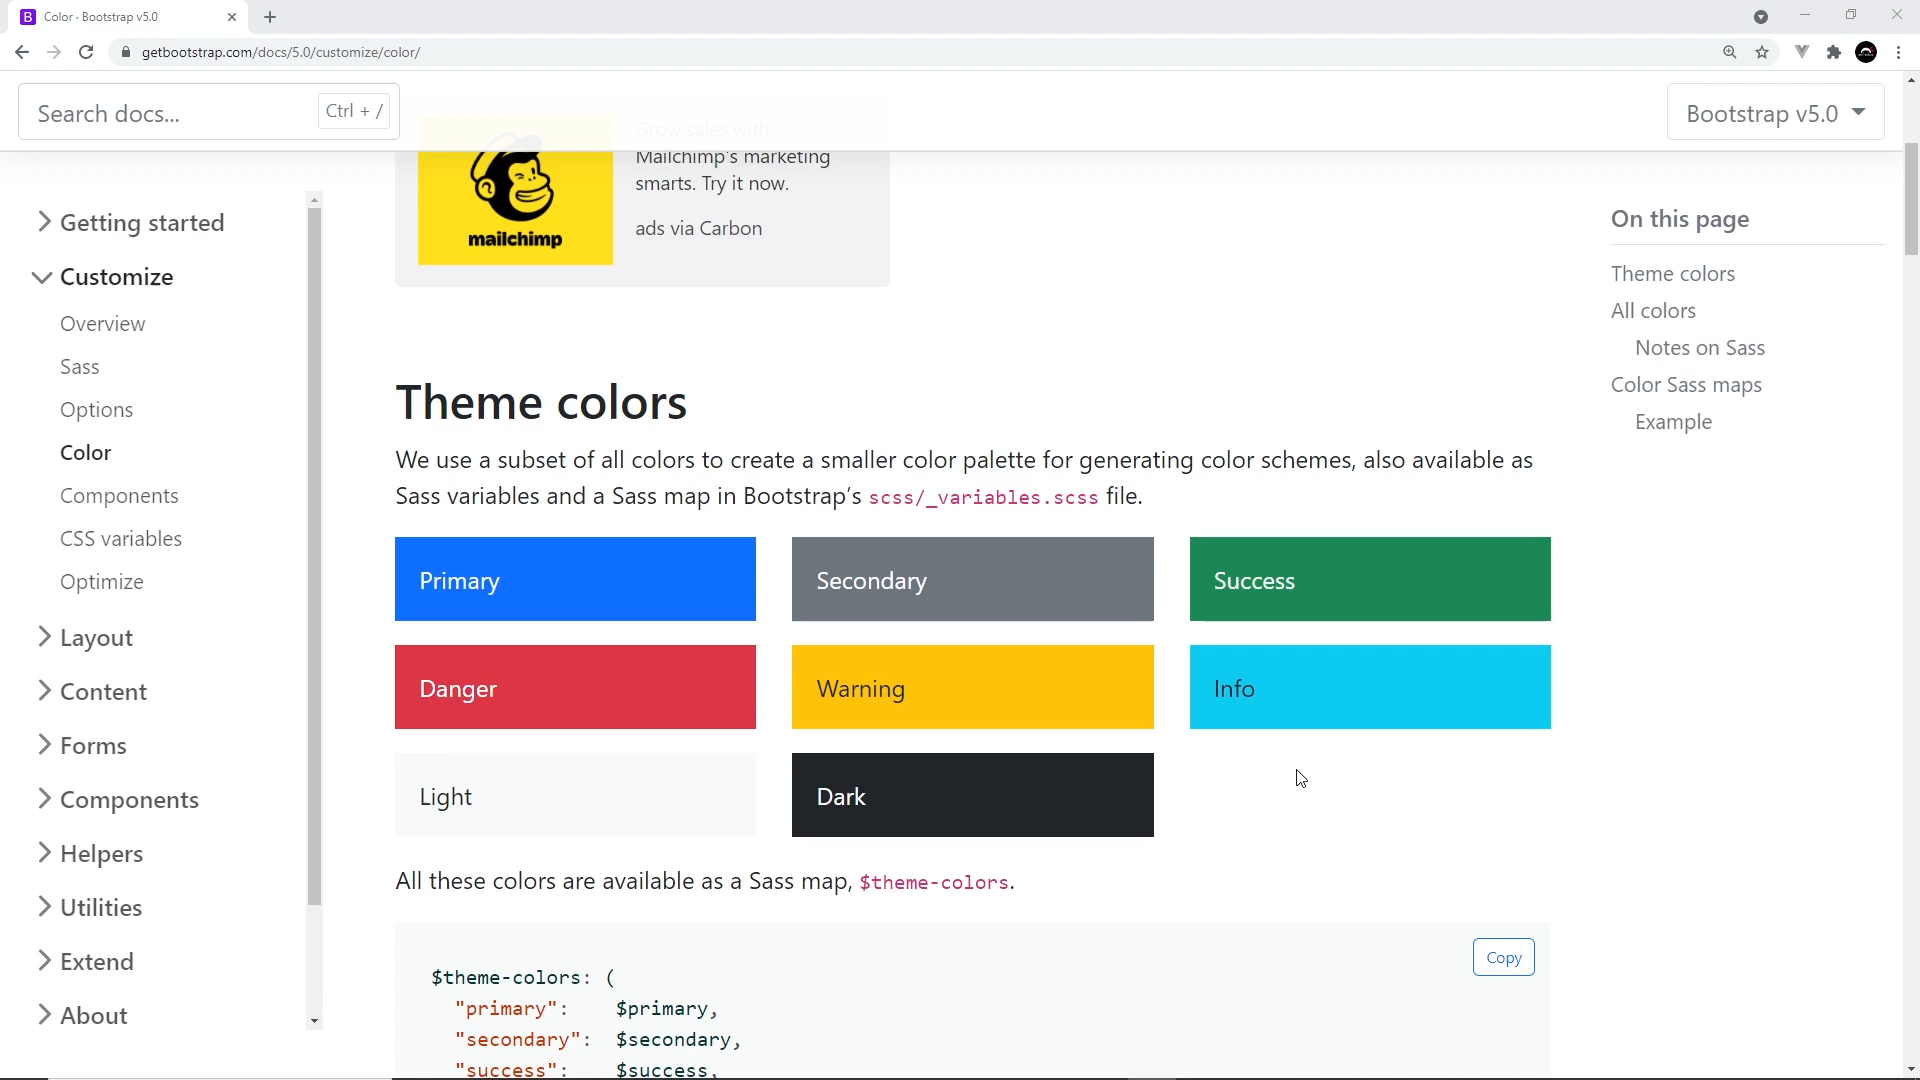 Color · Bootstrap v5.0
getbootstrap.com/docs/5.0/customize/color/
Search docs...
Ctrl + /
Bootstrap v5.0
Grow sales with
Mailchimp's marketing
smarts. Try it now.
ads via Carbon
mailchimp
Getting started
Customize
Overview
Sass
Options
Color
Components
CSS variables
Optimize
Layout
Content
Forms
Components
Helpers
Utilities
Extend
About
Theme colors
We use a subset of all colors to create a smaller color palette for generating color schemes, also available as
Sass variables and a Sass map in Bootstrap’s scss/_variables.scss file.
Primary
Secondary
Success
Danger
Warning
Info
Light
Dark
All these colors are available as a Sass map, $theme-colors.
Copy
$theme-colors: (
"primary": $primary,
"secondary": $secondary,
"success": $success,
On this page
Theme colors
All colors
Notes on Sass
Color Sass maps
Example